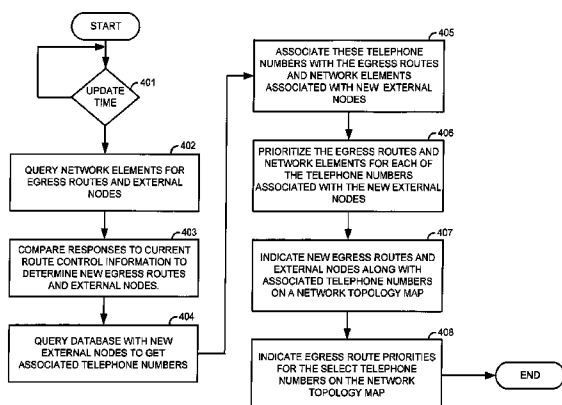 START
401
UPDATE
TIME
402
QUERY NETWORK ELEMENTS FOR
EGRESS ROUTES AND EXTERNAL
NODES
403
COMPARE RESPONSES TO CURRENT
ROUTE CONTROL INFORMATION TO
DETERMINE NEW EGRESS ROUTES
AND EXTERNAL NODES.
404
QUERY DATABASE WITH NEW
EXTERNAL NODES TO GET
ASSOCIATED TELEPHONE NUMBERS
405
ASSOCIATE THESE TELEPHONE
NUMBERS WITH THE EGRESS ROUTES
AND NETWORK ELEMENTS
ASSOCIATED WITH NEW EXTERNAL
NODES
406
PRIORITIZE THE EGRESS ROUTES AND
NETWORK ELEMENTS FOR EACH OF
THE TELEPHONE NUMBERS
ASSOCIATED WITH THE NEW EXTERNAL
NODES
407
INDICATE NEW EGRESS ROUTES AND
EXTERNAL NODES ALONG WITH
ASSOCIATED TELEPHONE NUMBERS
ON A NETWORK TOPOLOGY MAP
408
INDICATE EGRESS ROUTE PRIORITIES
FOR THE SELECT TELEPHONE
NUMBERS ON THE NETWORK
TOPOLOGY MAP
END